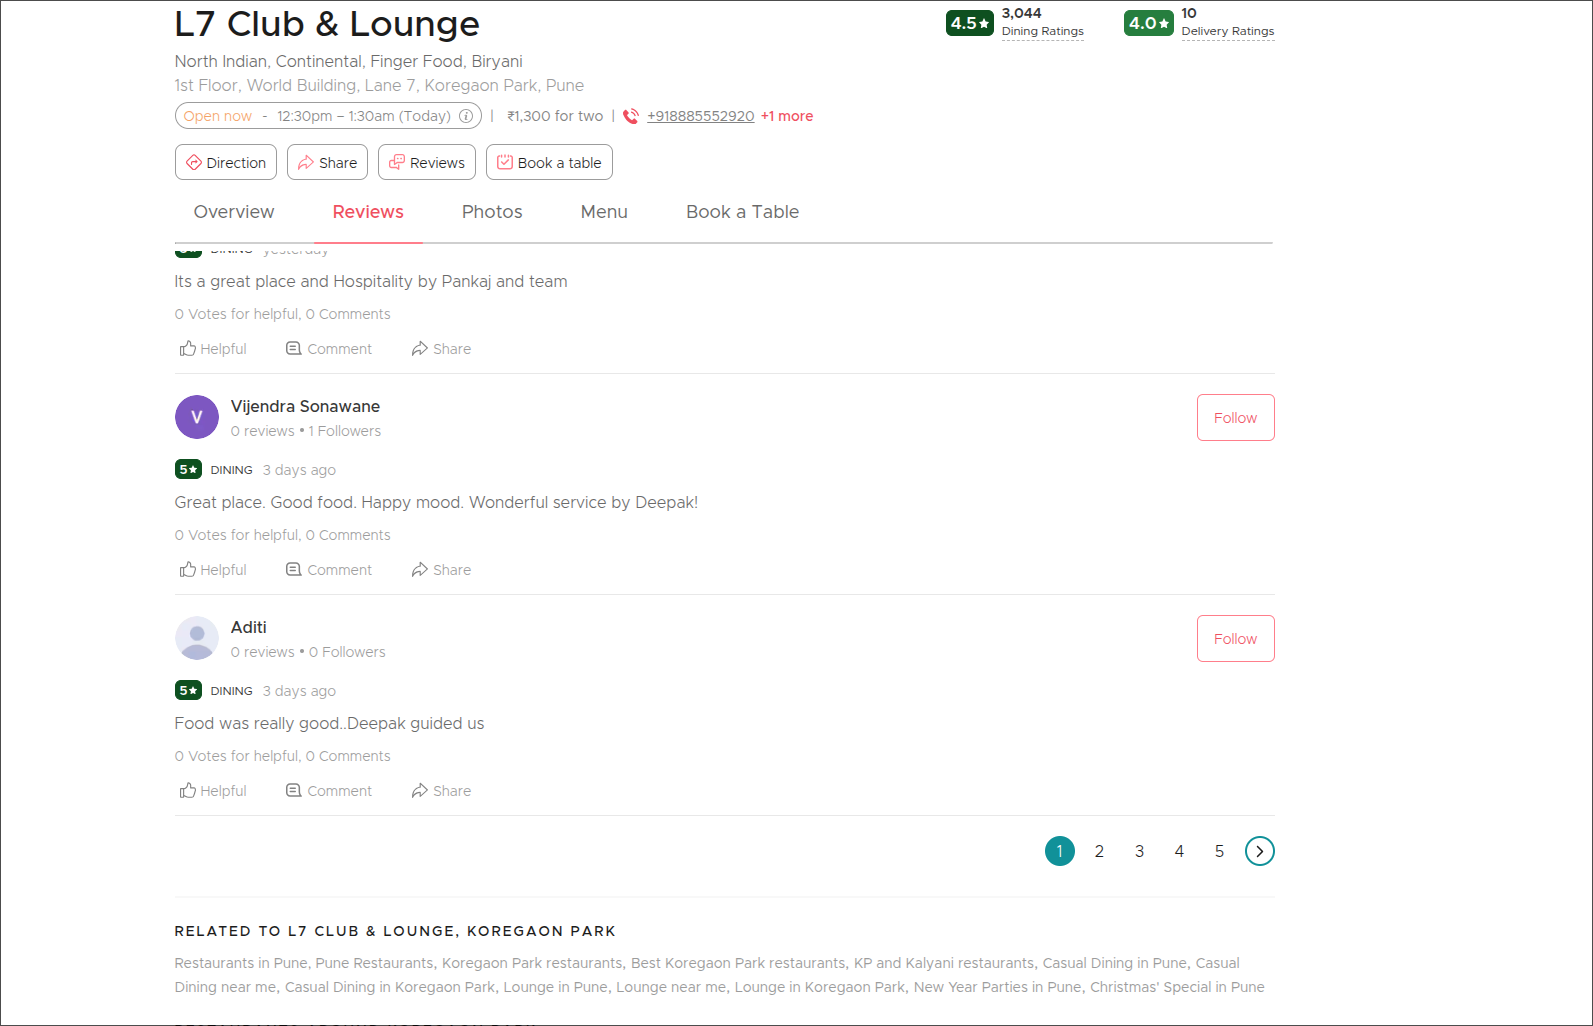 L7 Club & Lounge
4.5★ 3,044
Dining Ratings
4.0★ 10
Delivery Ratings
North Indian, Continental, Finger Food, Biryani
1st Floor, World Building, Lane 7, Koregaon Park, Pune
Open now - 12:30pm – 1:30am (Today) | ₹1,300 for two | +918885552920 +1 more
Direction Share Reviews Book a table
Overview Reviews Photos Menu Book a Table
DINING yesterday
Its a great place and Hospitality by Pankaj and team
0 Votes for helpful, 0 Comments
Helpful Comment Share
V Vijendra Sonawane
0 reviews • 1 Followers
Follow
5★ DINING 3 days ago
Great place. Good food. Happy mood. Wonderful service by Deepak!
0 Votes for helpful, 0 Comments
Helpful Comment Share
Aditi
0 reviews • 0 Followers
Follow
5★ DINING 3 days ago
Food was really good..Deepak guided us
0 Votes for helpful, 0 Comments
Helpful Comment Share
1 2 3 4 5
RELATED TO L7 CLUB & LOUNGE, KOREGAON PARK
Restaurants in Pune, Pune Restaurants, Koregaon Park restaurants, Best Koregaon Park restaurants, KP and Kalyani restaurants, Casual Dining in Pune, Casual
Dining near me, Casual Dining in Koregaon Park, Lounge in Pune, Lounge near me, Lounge in Koregaon Park, New Year Parties in Pune, Christmas' Special in Pune